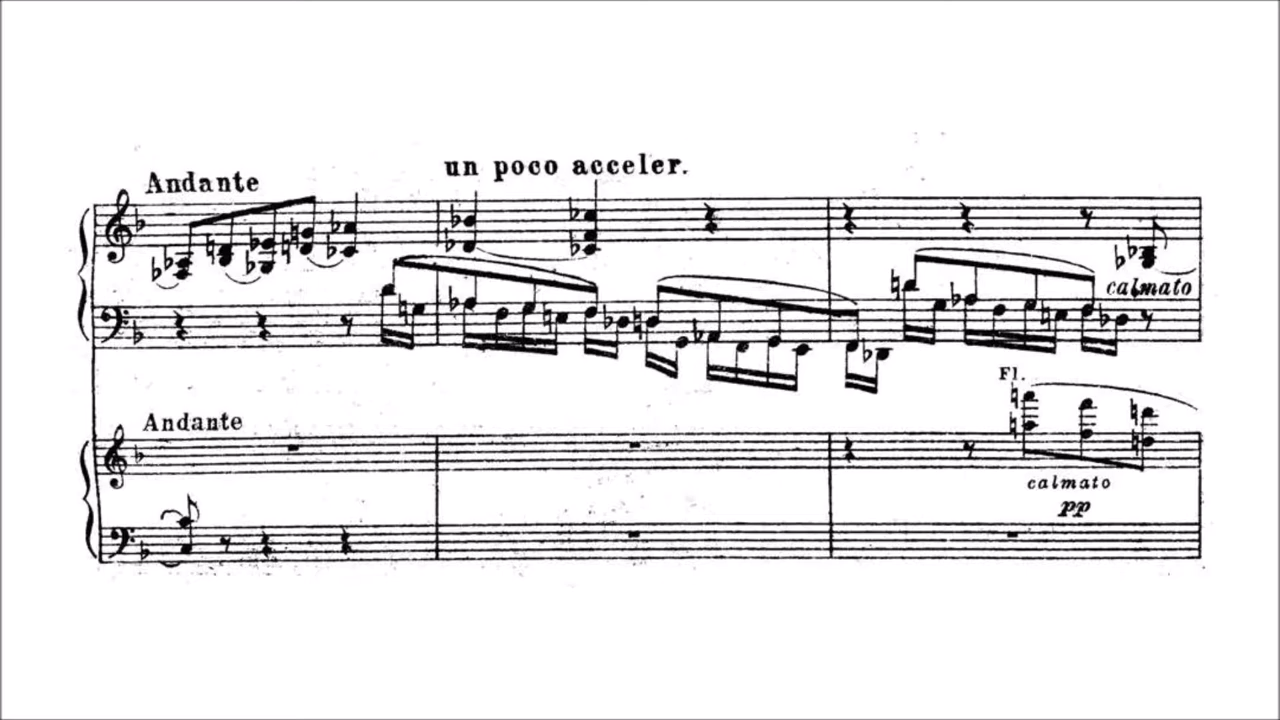 un poco acceler.
Andante
calmato
Fl.
Andante
calmato
pp